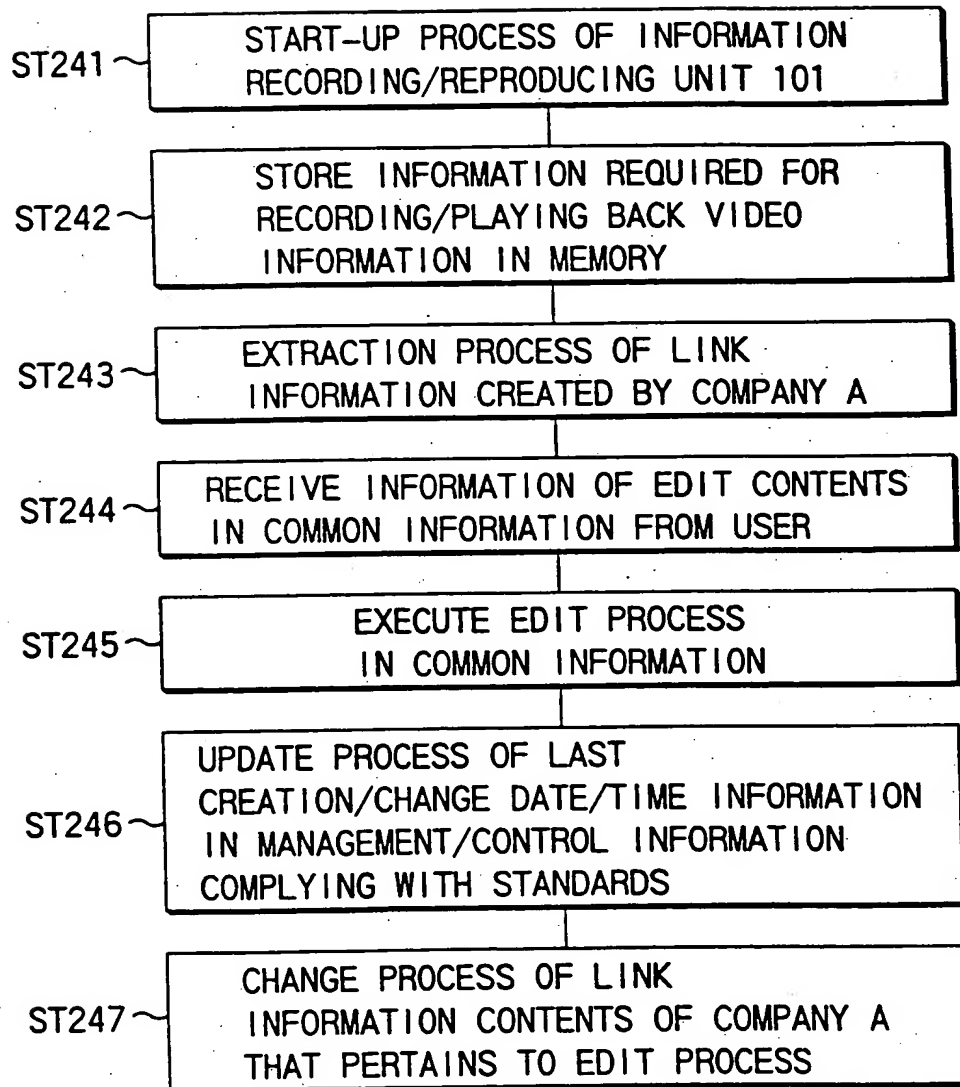 ST241
START-UP PROCESS OF INFORMATION
RECORDING/REPRODUCING UNIT 101
ST242
STORE INFORMATION REQUIRED FOR
RECORDING/PLAYING BACK VIDEO
INFORMATION IN MEMORY
ST243
EXTRACTION PROCESS OF LINK
INFORMATION CREATED BY COMPANY A
ST244
RECEIVE INFORMATION OF EDIT CONTENTS
IN COMMON INFORMATION FROM USER
ST245
EXECUTE EDIT PROCESS
IN COMMON INFORMATION
ST246
UPDATE PROCESS OF LAST
CREATION/CHANGE DATE/TIME INFORMATION
IN MANAGEMENT/CONTROL INFORMATION
COMPLYING WITH STANDARDS
ST247
CHANGE PROCESS OF LINK
INFORMATION CONTENTS OF COMPANY A
THAT PERTAINS TO EDIT PROCESS